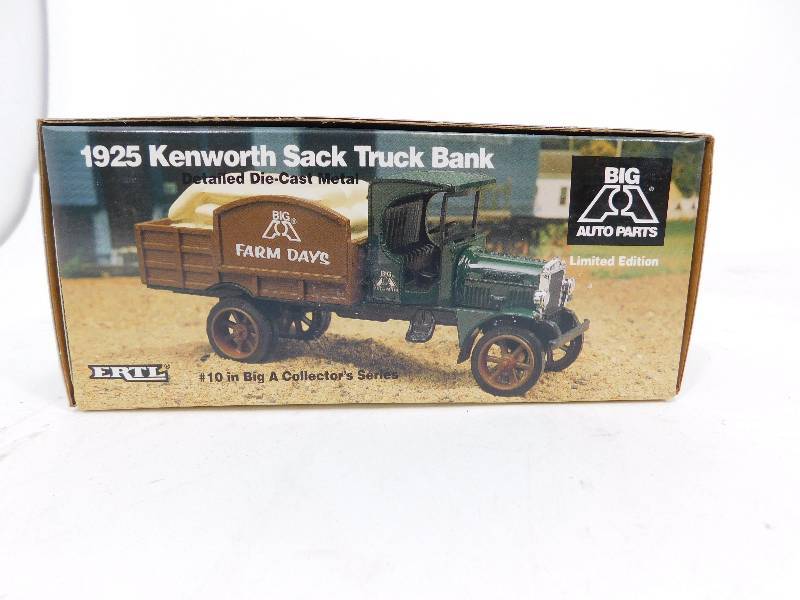 1925 Kenworth Sack Truck Bank
Detailed Die-Cast Metal
BIG A®
AUTO PARTS
Limited Edition
BIG A®
FARM DAYS
BIG A
ERTL®
#10 in Big A Collector's Series